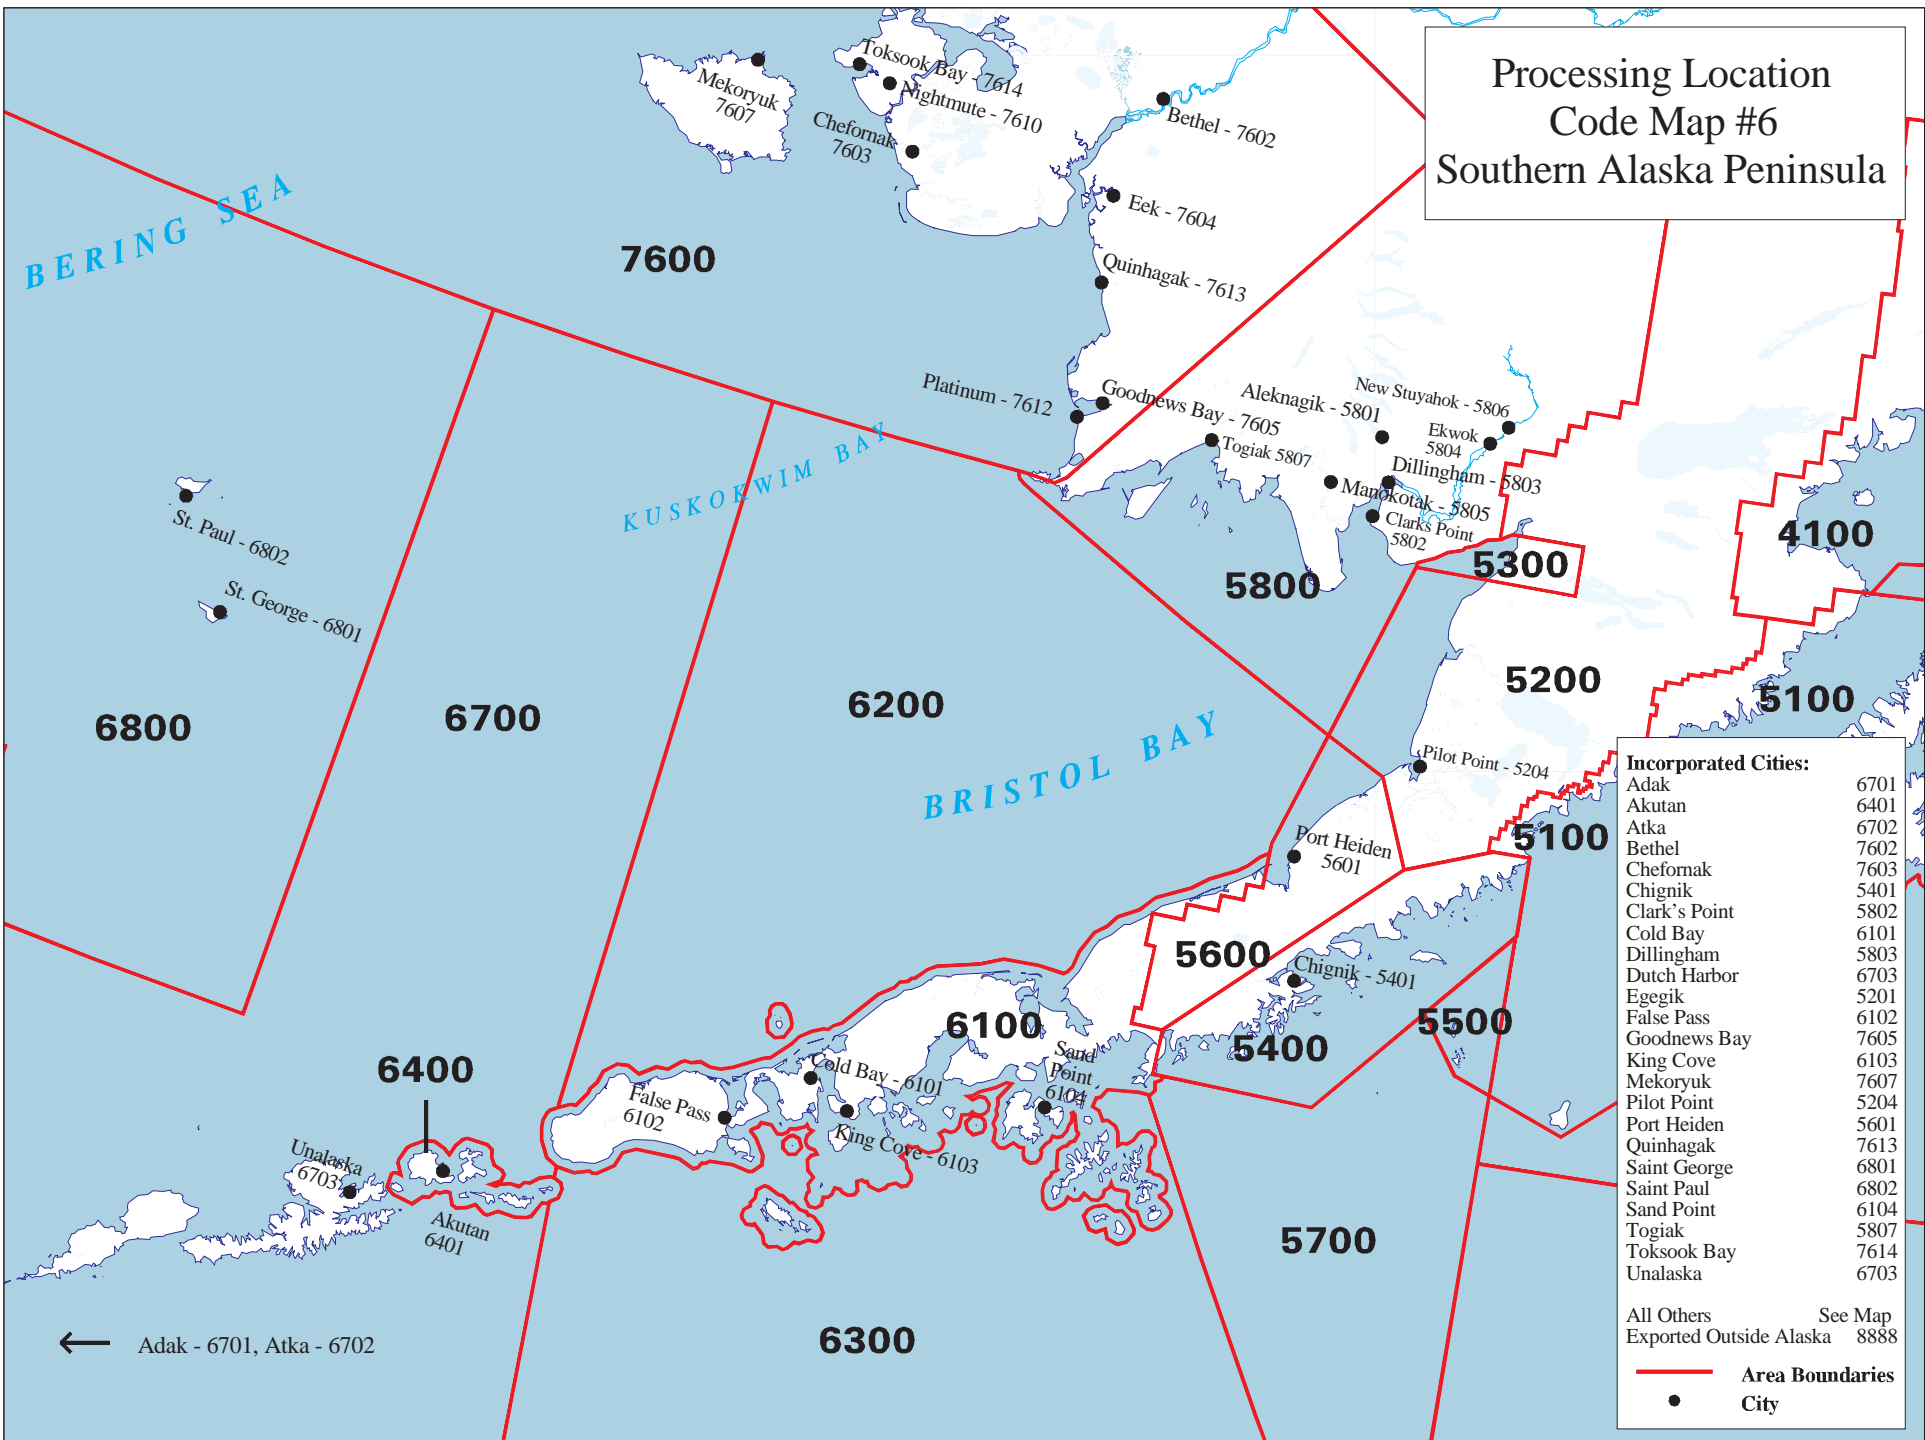 Processing Location
Code Map #6
Southern Alaska Peninsula
Toksook Bay - 7614
Mekoryuk
7607
Nightmute - 7610
Chefornak
7603
Bethel - 7602
Eek - 7604
BERING SEA
7600
Quinhagak - 7613
Platinum - 7612
Goodnews Bay - 7605
Aleknagik - 5801
New Stuyahok - 5806
Ekwok
5804
Togiak 5807
Dillingham - 5803
Manokotak - 5805
Clarks Point
5802
KUSKOKWIM BAY
St. Paul - 6802
St. George - 6801
4100
5300
5800
5200
5100
6800
6700
6200
BRISTOL BAY
Pilot Point - 5204
Port Heiden
5601
5100
5600
Chignik - 5401
6100
5500
5400
Sand
Point
6104
6400
Cold Bay - 6101
False Pass
6102
King Cove - 6103
Unalaska
6703
Akutan
6401
5700
6300
Adak - 6701, Atka - 6702
Incorporated Cities:
Adak 6701
Akutan 6401
Atka 6702
Bethel 7602
Chefornak 7603
Chignik 5401
Clark's Point 5802
Cold Bay 6101
Dillingham 5803
Dutch Harbor 6703
Egegik 5201
False Pass 6102
Goodnews Bay 7605
King Cove 6103
Mekoryuk 7607
Pilot Point 5204
Port Heiden 5601
Quinhagak 7613
Saint George 6801
Saint Paul 6802
Sand Point 6104
Togiak 5807
Toksook Bay 7614
Unalaska 6703
All Others See Map
Exported Outside Alaska 8888
Area Boundaries
City